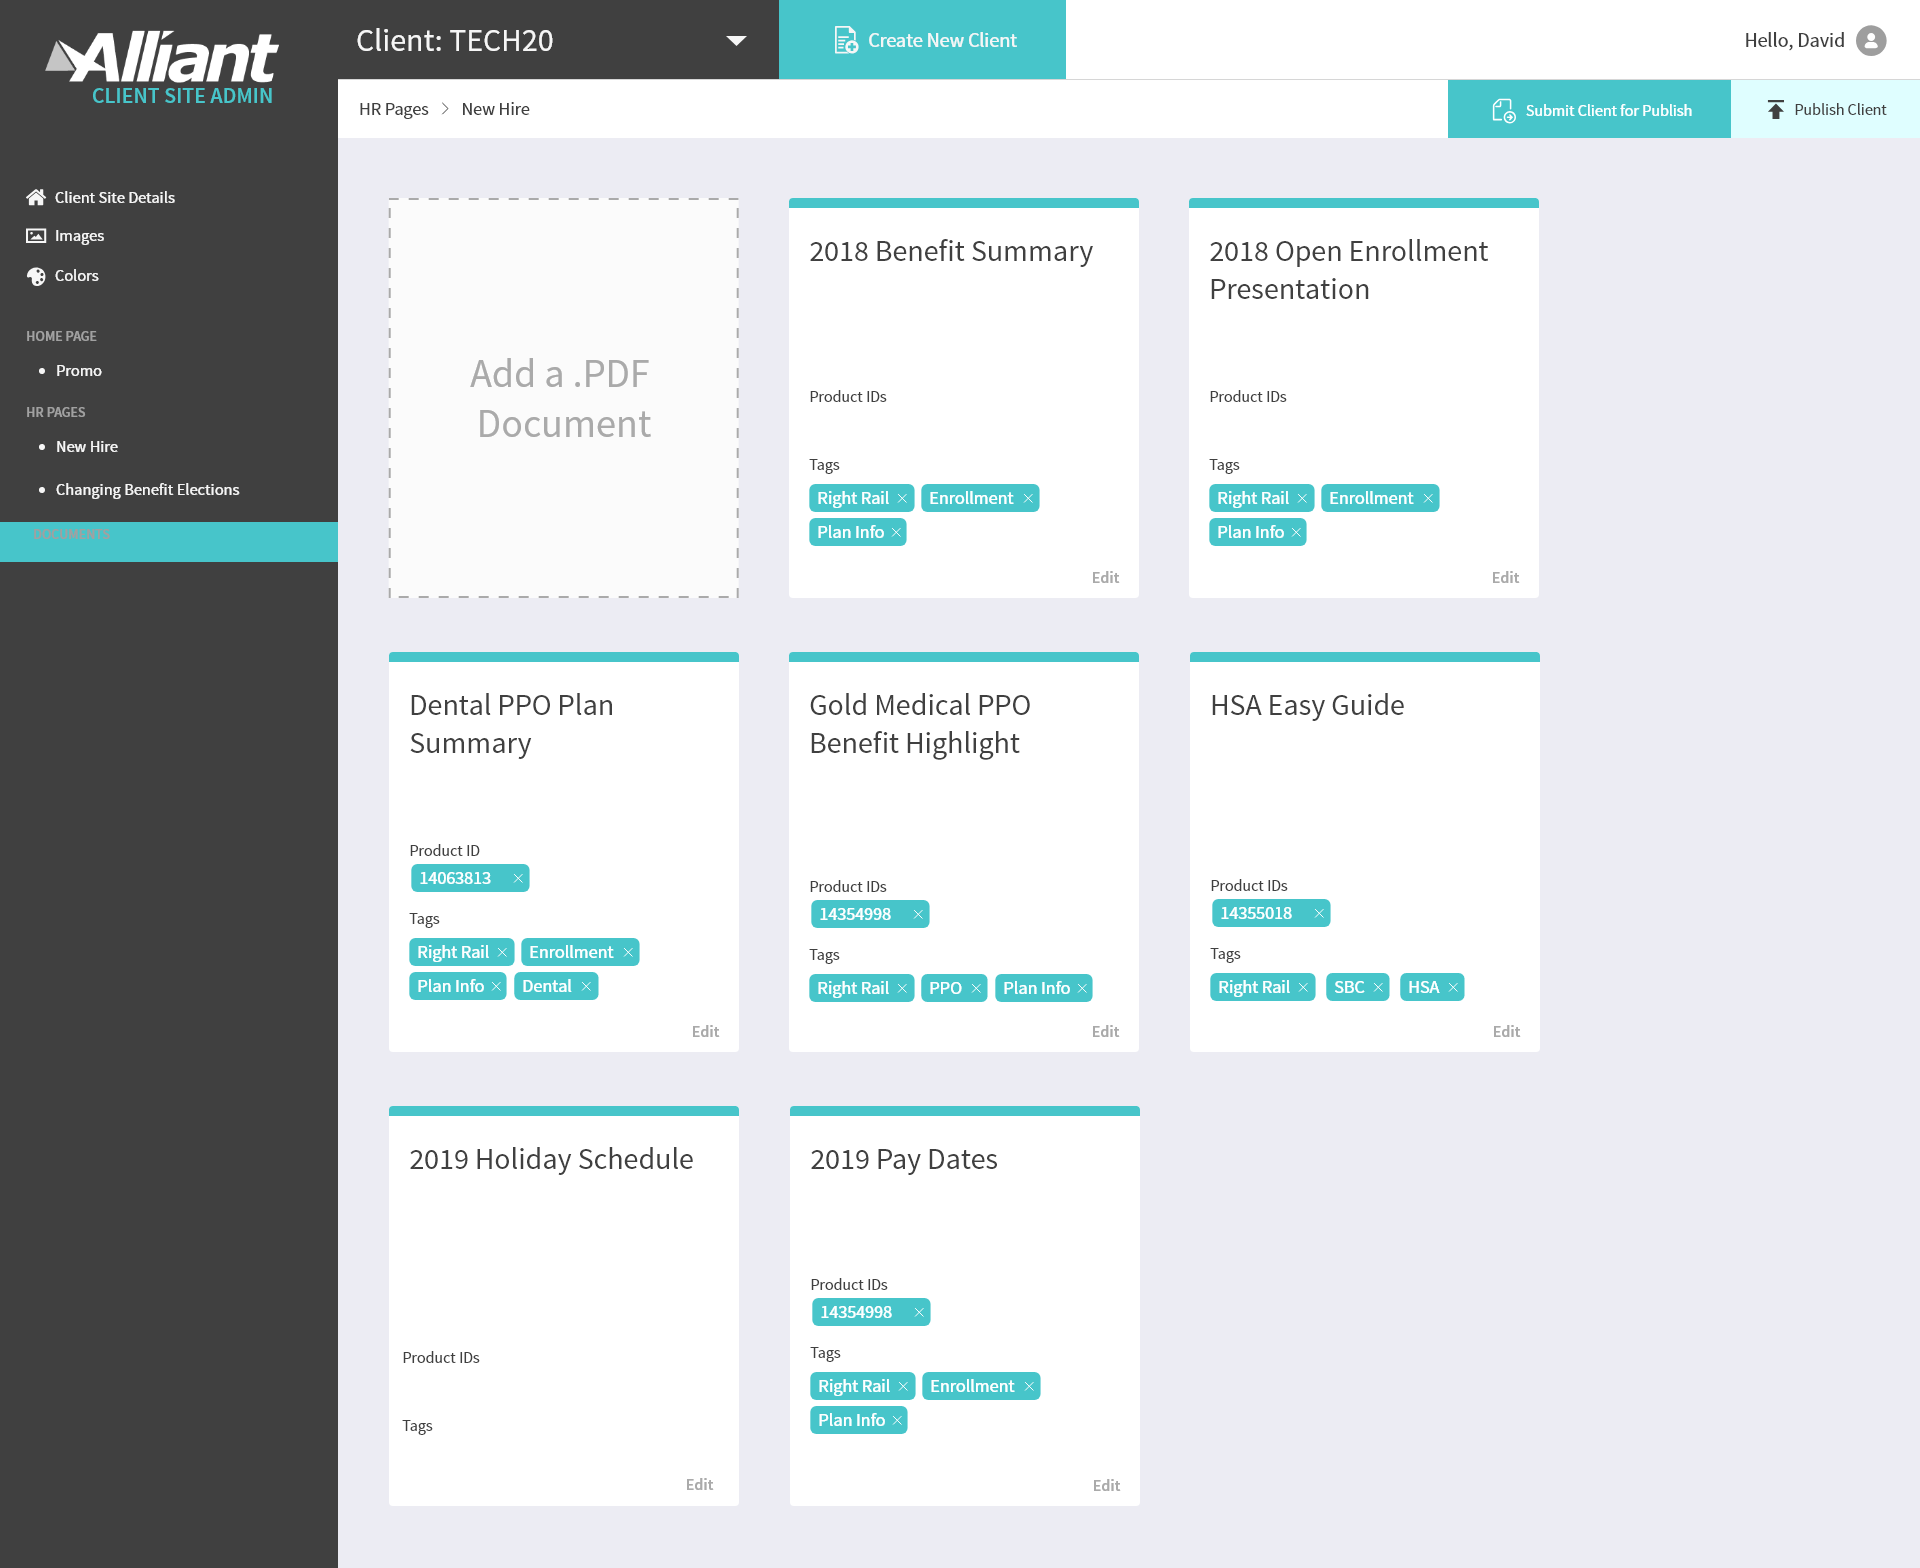 Alliant
CLIENT SITE ADMIN
Client: TECH20
Create New Client
Hello, David
HR Pages > New Hire
Submit Client for Publish
Publish Client
Client Site Details
Images
Colors
HOME PAGE
• Promo
HR PAGES
• New Hire
• Changing Benefit Elections
DOCUMENTS
Add a .PDF
Document
2018 Benefit Summary
Product IDs
Tags
Right Rail × Enrollment ×
Plan Info ×
Edit
2018 Open Enrollment
Presentation
Product IDs
Tags
Right Rail × Enrollment ×
Plan Info ×
Edit
Dental PPO Plan
Summary
Product ID
14063813 ×
Tags
Right Rail × Enrollment ×
Plan Info × Dental ×
Edit
Gold Medical PPO
Benefit Highlight
Product IDs
14354998 ×
Tags
Right Rail × PPO × Plan Info ×
Edit
HSA Easy Guide
Product IDs
14355018 ×
Tags
Right Rail × SBC × HSA ×
Edit
2019 Holiday Schedule
Product IDs
Tags
Edit
2019 Pay Dates
Product IDs
14354998 ×
Tags
Right Rail × Enrollment ×
Plan Info ×
Edit